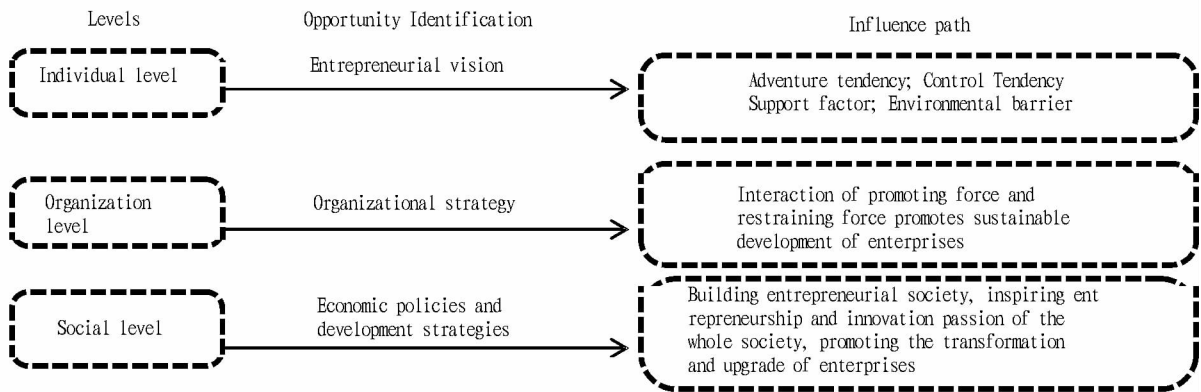 Levels
Opportunity Identification
Influence path
Individual level
Entrepreneurial vision
Adventure tendency; Control Tendency
Support factor; Environmental barrier
Organization
level
Organizational strategy
Interaction of promoting force and
restraining force promotes sustainable
development of enterprises
Social level
Economic policies and
development strategies
Building entrepreneurial society, inspiring ent
repreneurship and innovation passion of the
whole society, promoting the transformation
and upgrade of enterprises